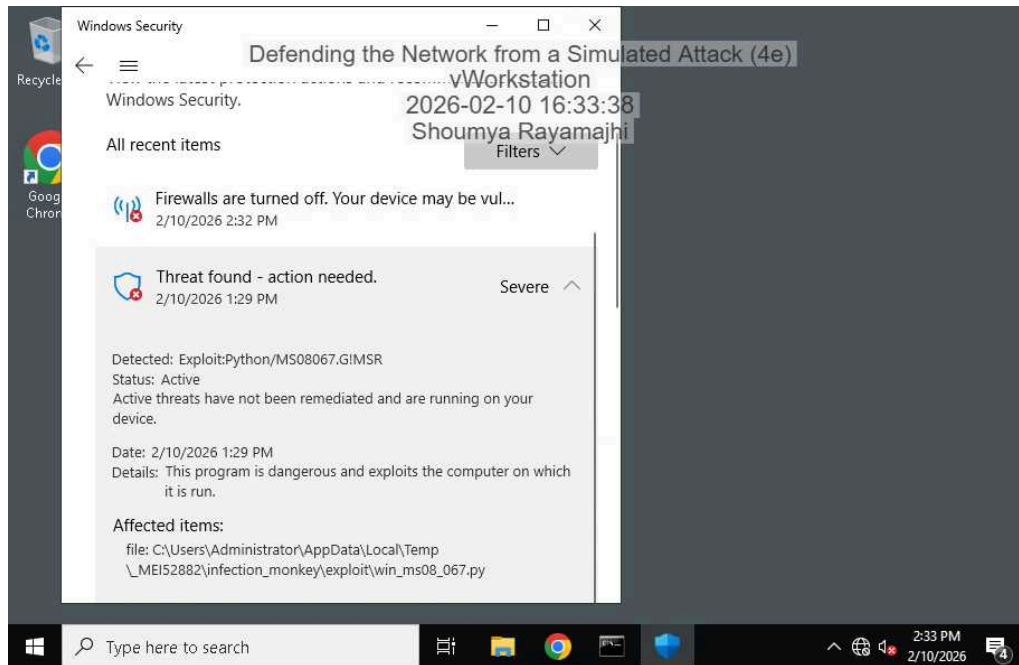 Windows Security
Defending the Network from a Simulated Attack (4e)
vWorkstation
2026-02-10 16:33:38
Shoumya Rayamajhi
Recycle
Goog
Chron
Windows Security.
All recent items
Filters
Firewalls are turned off. Your device may be vul...
2/10/2026 2:32 PM
Threat found - action needed.
2/10/2026 1:29 PM
Severe
Detected: Exploit:Python/MS08067.G!MSR
Status: Active
Active threats have not been remediated and are running on your
device.
Date: 2/10/2026 1:29 PM
Details: This program is dangerous and exploits the computer on which
it is run.
Affected items:
file: C:\Users\Administrator\AppData\Local\Temp
\_MEI52882\infection_monkey\exploit\win_ms08_067.py
Type here to search
2:33 PM
2/10/2026
4